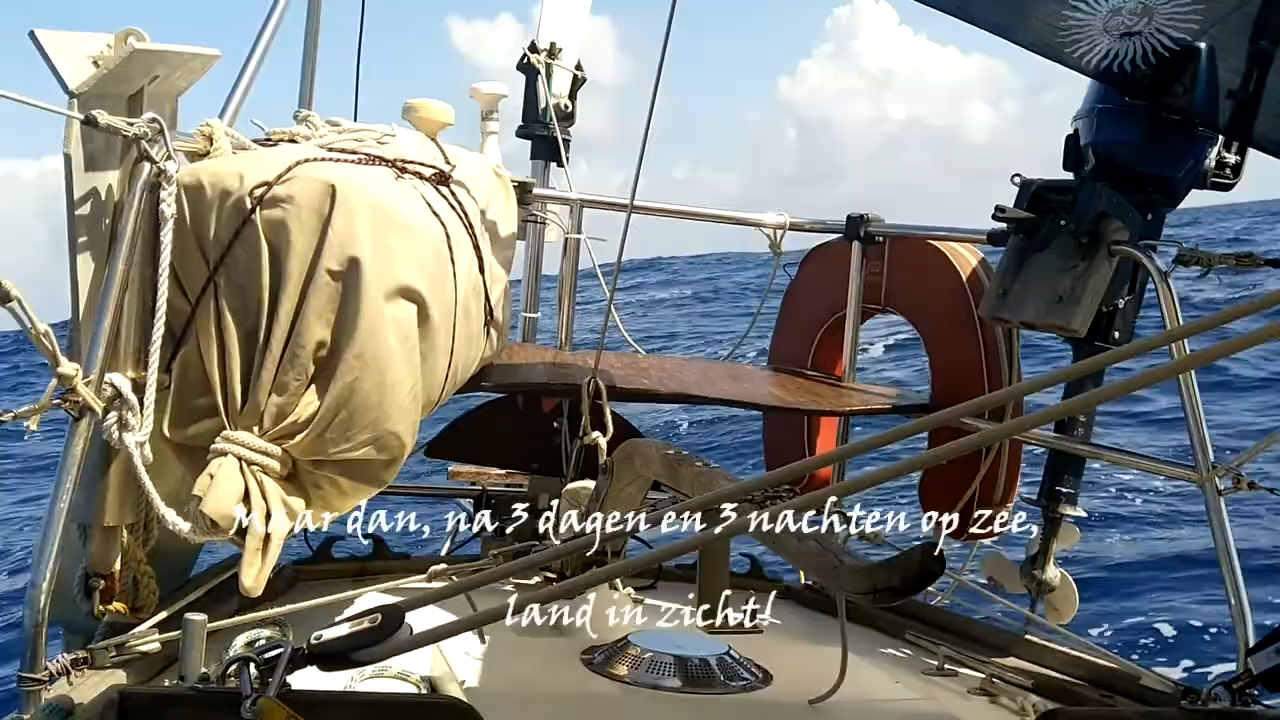 Maar dan, na 3 dagen en 3 nachten op zee,
land in zicht!